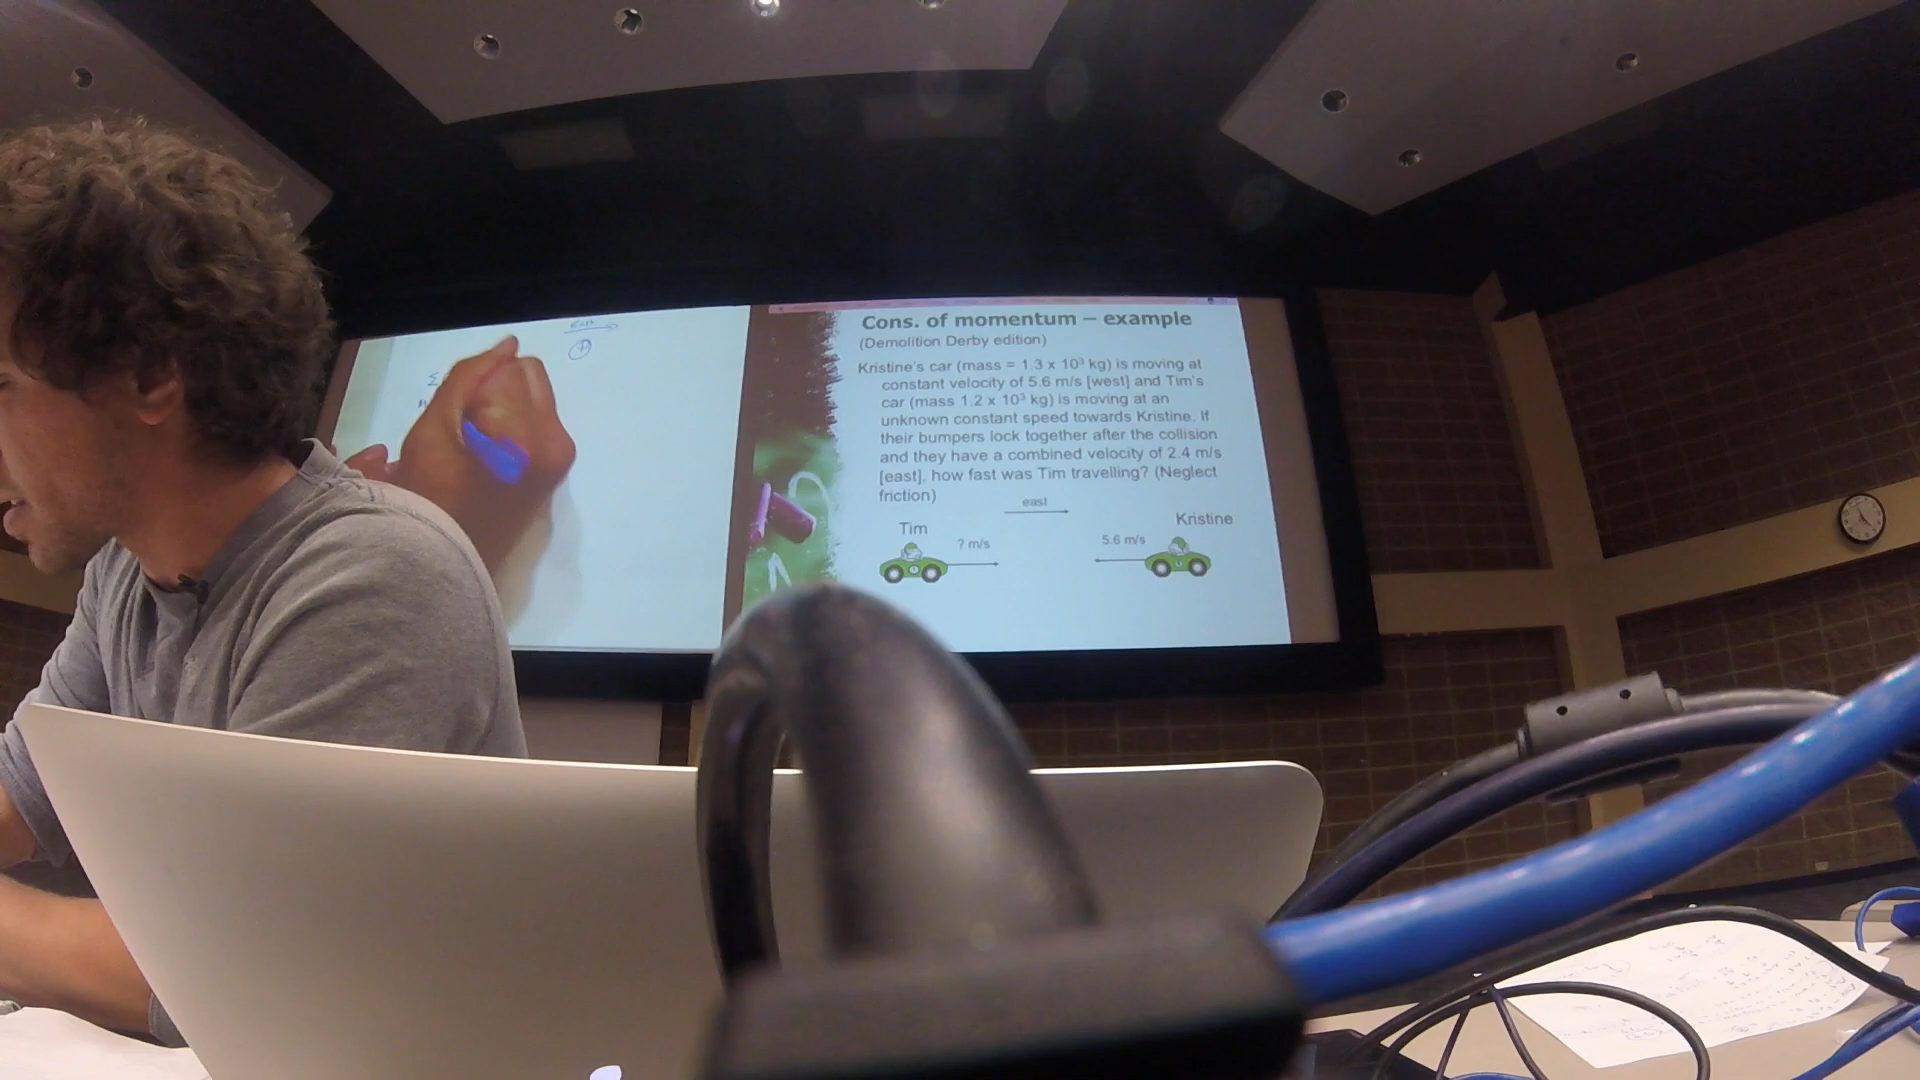 East
+
Σ
Cons. of momentum – example
(Demolition Derby edition)
Kristine's car (mass = 1.3 x 10³ kg) is moving at
constant velocity of 5.6 m/s [west] and Tim's
car (mass 1.2 x 10³ kg) is moving at an
unknown constant speed towards Kristine. If
their bumpers lock together after the collision
and they have a combined velocity of 2.4 m/s
[east], how fast was Tim travelling? (Neglect
friction)
east
Tim
Kristine
? m/s
5.6 m/s